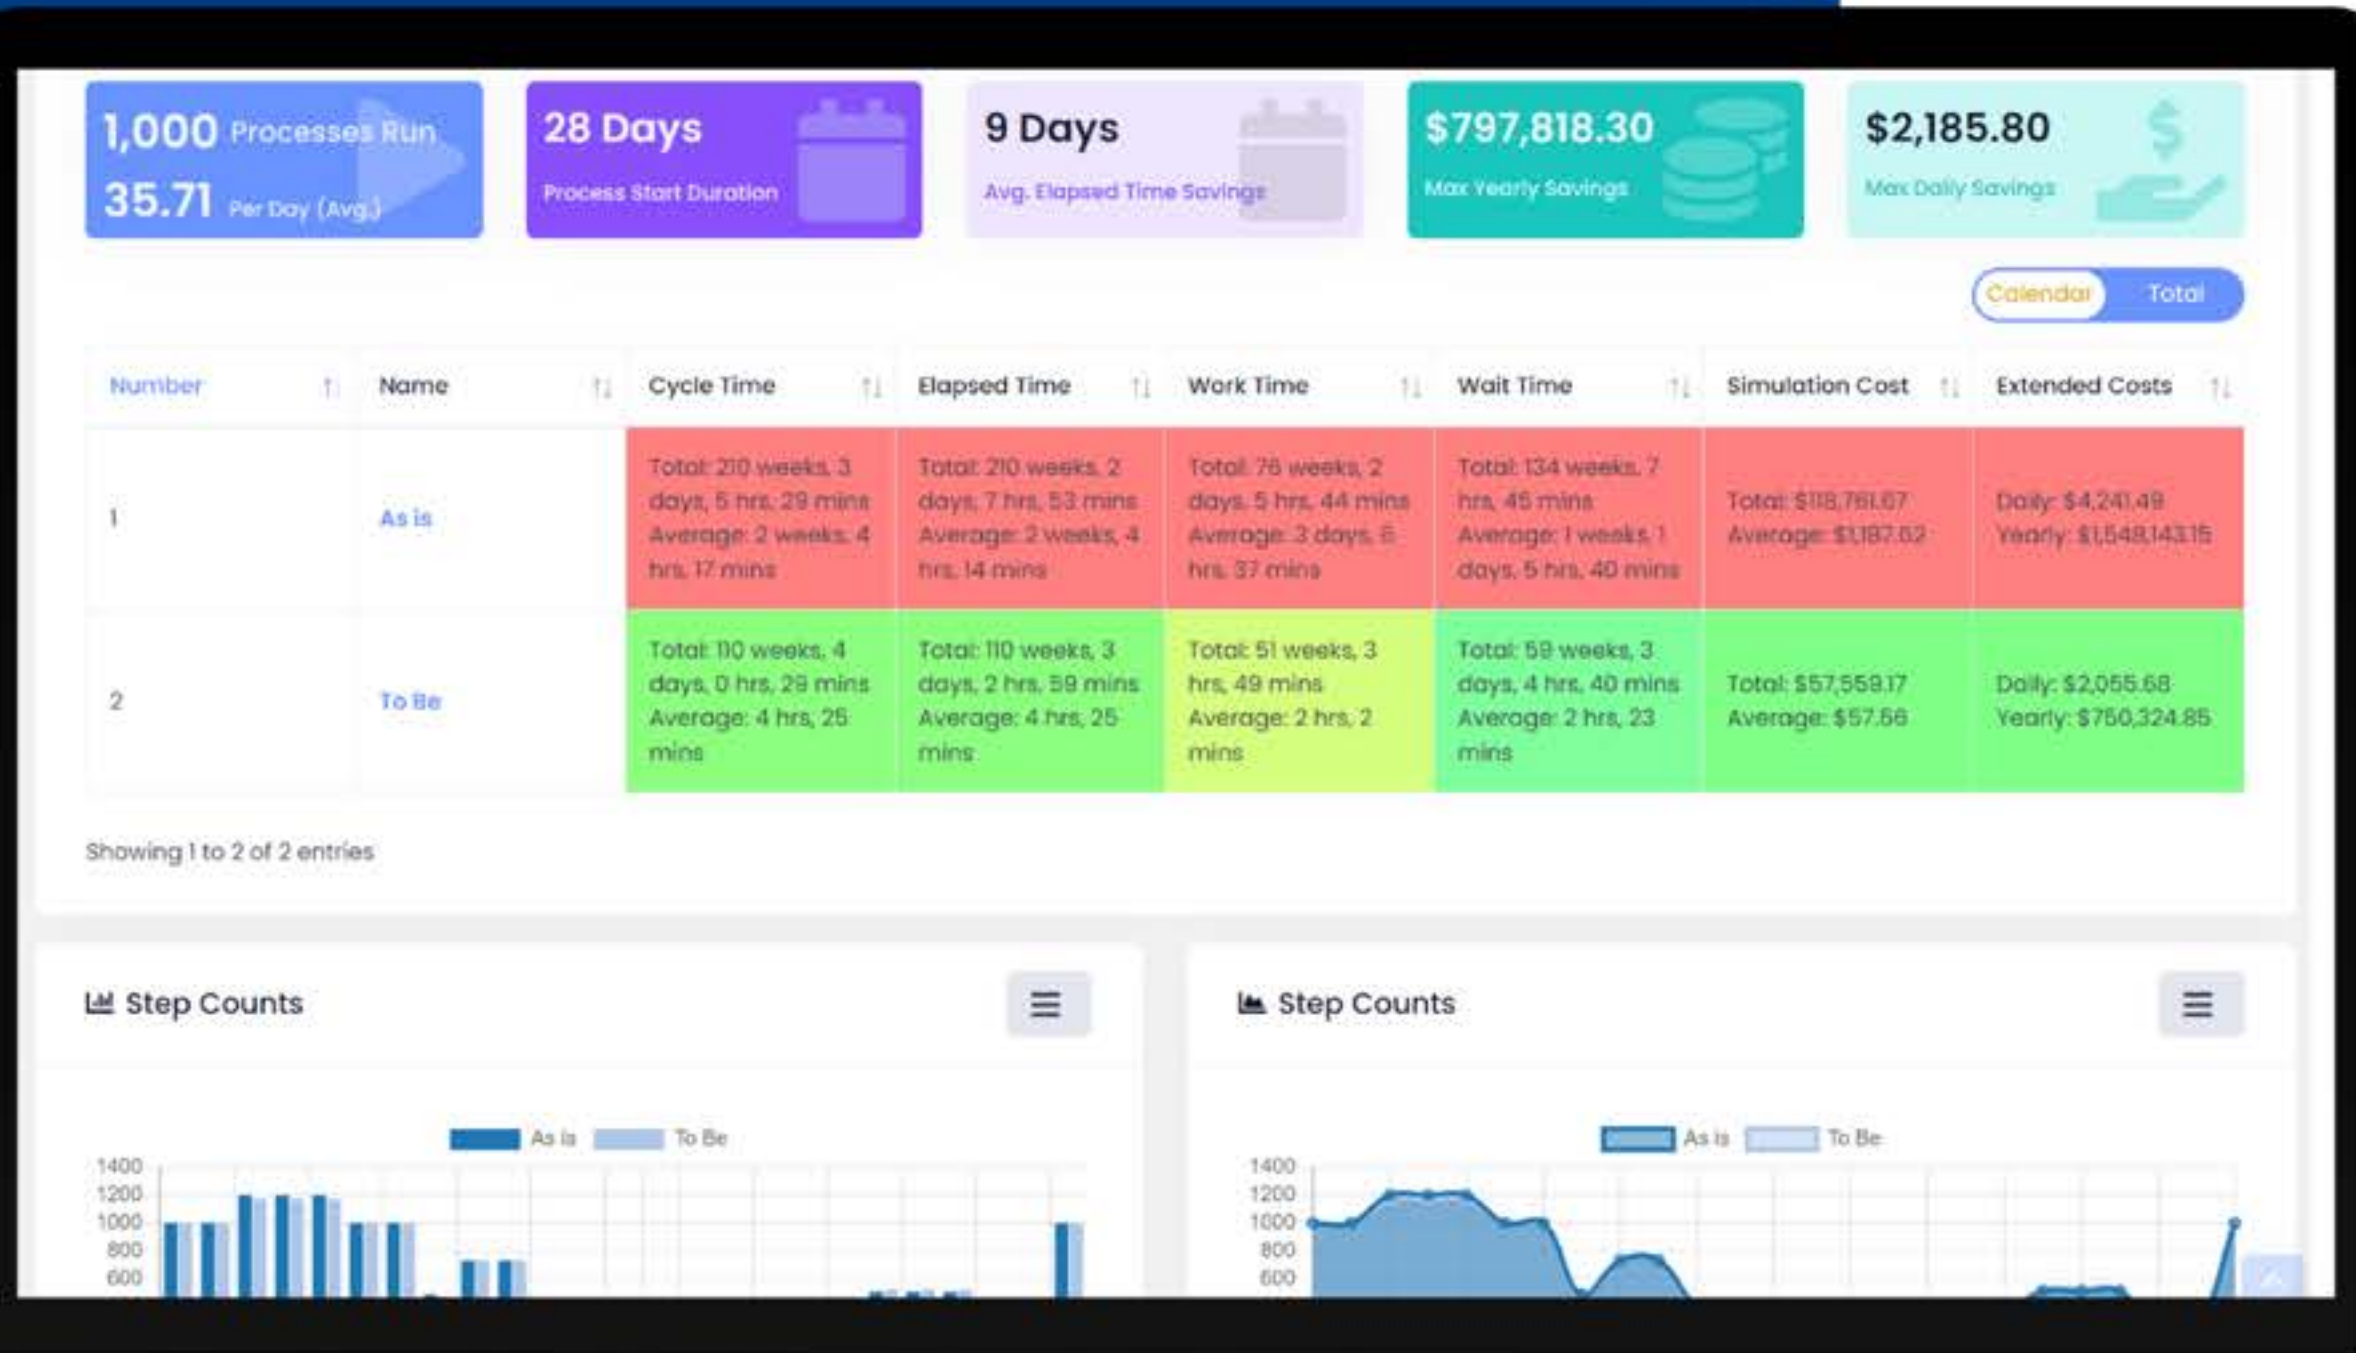 1,000 Processes Run
35.71 Per Day (Avg.)
28 Days
Process Start Duration
9 Days
Avg. Elapsed Time Savings
$797,818.30
Max Yearly Savings
$2,185.80
Max Daily Savings
Calendar Total
Number Name Cycle Time Elapsed Time Work Time Wait Time Simulation Cost Extended Costs
1
As is
Total: 210 weeks, 3
days, 5 hrs, 29 mins
Average: 2 weeks, 4
hrs, 17 mins
Total: 210 weeks, 2
days, 7 hrs, 53 mins
Average: 2 weeks, 4
hrs, 14 mins
Total: 76 weeks, 2
days, 5 hrs, 44 mins
Average: 3 days, 6
hrs, 37 mins
Total: 134 weeks, 7
hrs, 45 mins
Average: 1 weeks, 1
days, 5 hrs, 40 mins
Total: $118,761.67
Average: $1,187.62
Daily: $4,241.49
Yearly: $1,548,143.15
2
To Be
Total: 110 weeks, 4
days, 0 hrs, 29 mins
Average: 4 hrs, 25
mins
Total: 110 weeks, 3
days, 2 hrs, 59 mins
Average: 4 hrs, 25
mins
Total: 51 weeks, 3
hrs, 49 mins
Average: 2 hrs, 2
mins
Total: 59 weeks, 3
days, 4 hrs, 40 mins
Average: 2 hrs, 23
mins
Total: $57,559.17
Average: $57.56
Daily: $2,055.68
Yearly: $750,324.85
Showing 1 to 2 of 2 entries
Step Counts
As is To Be
1400
1200
1000
800
600
Step Counts
As is To Be
1400
1200
1000
800
600